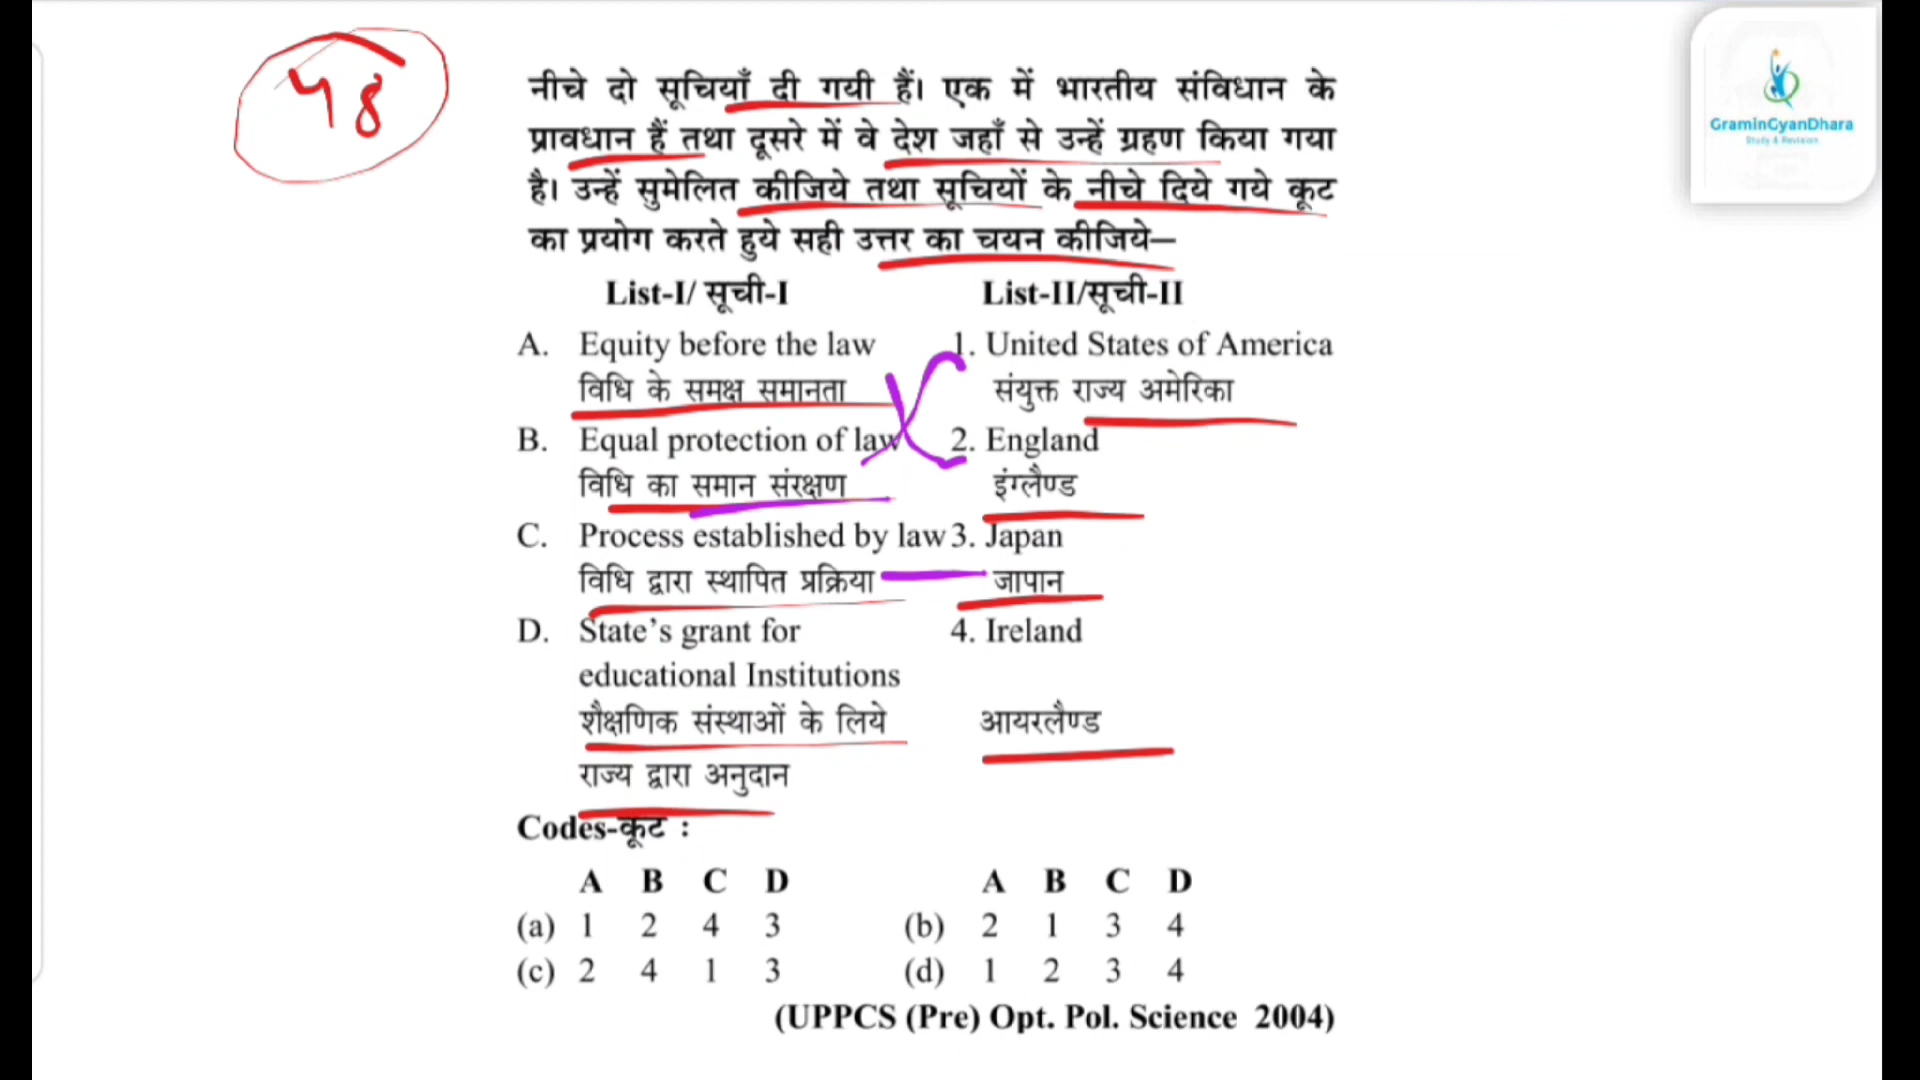 48
GraminGyanDhara
Study & Revision
नीचे दो सूचियाँ दी गयी हैं। एक में भारतीय संविधान के
प्रावधान हैं तथा दूसरे में वे देश जहाँ से उन्हें ग्रहण किया गया
है। उन्हें सुमेलित कीजिये तथा सूचियों के नीचे दिये गये कूट
का प्रयोग करते हुये सही उत्तर का चयन कीजिये–
List-I/ सूची-I List-II/सूची-II
A. Equity before the law 1. United States of America
विधि के समक्ष समानता संयुक्त राज्य अमेरिका
B. Equal protection of law 2. England
विधि का समान संरक्षण इंग्लैण्ड
C. Process established by law 3. Japan
विधि द्वारा स्थापित प्रक्रिया जापान
D. State's grant for 4. Ireland
educational Institutions
शैक्षणिक संस्थाओं के लिये आयरलैण्ड
राज्य द्वारा अनुदान
Codes-कूट :
A B C D A B C D
(a) 1 2 4 3 (b) 2 1 3 4
(c) 2 4 1 3 (d) 1 2 3 4
(UPPCS (Pre) Opt. Pol. Science 2004)